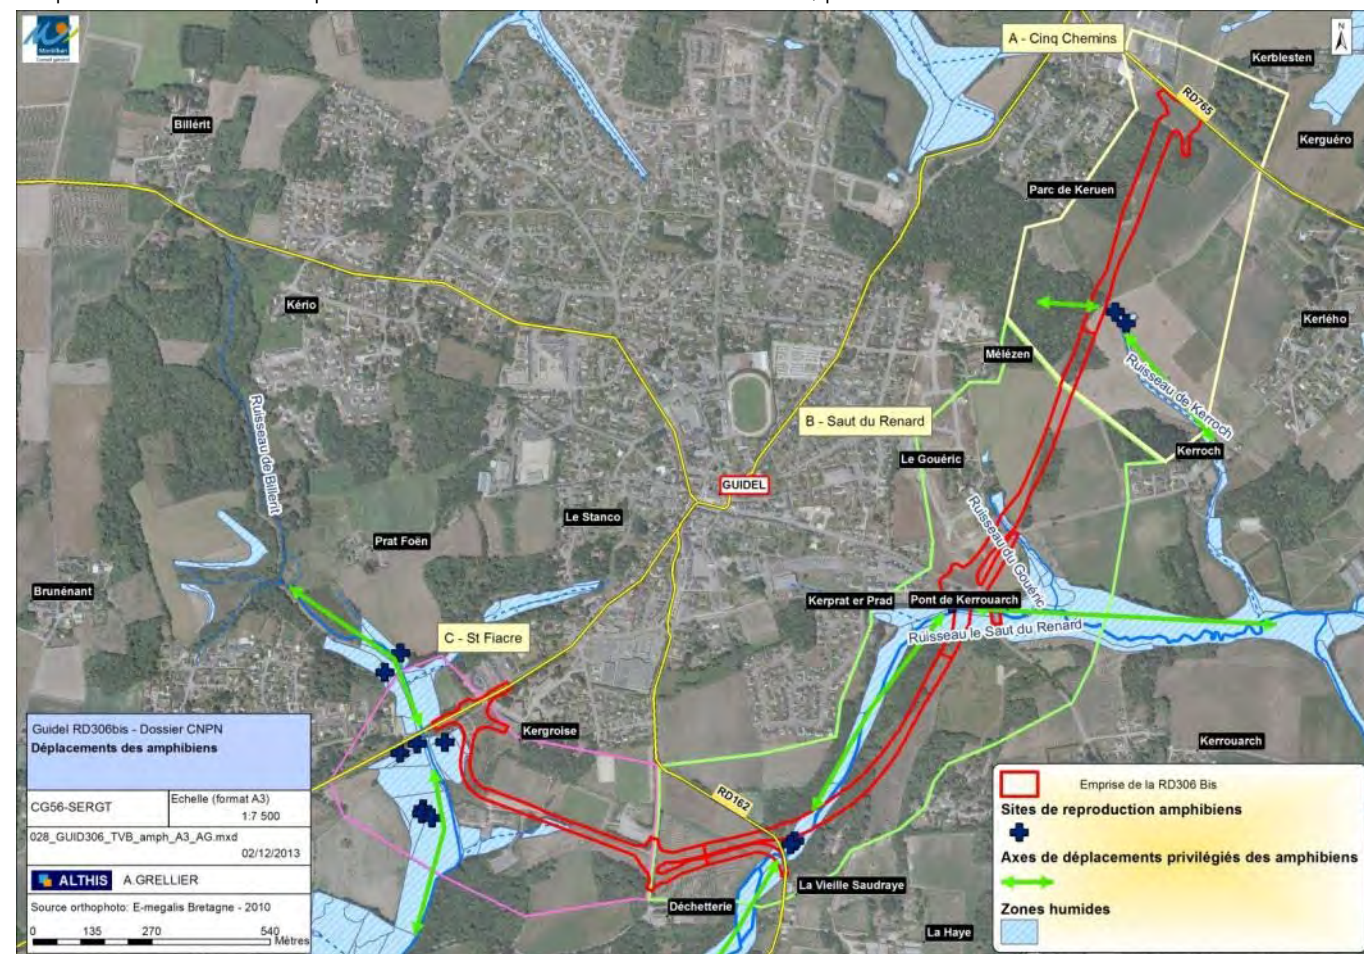 Morbihan
Conseil général
A - Cinq Chemins
N
Kerblesten
RD765
Billérit
Kerguéro
Parc de Keruen
Kério
Kerlého
Mélézen
Ruisseau de Kerroch
Ruisseau de Billerit
B - Saut du Renard
Le Gouéric
Kerroch
GUIDEL
Le Stanco
Ruisseau du Gouéric
Prat Foën
Brunénant
Kerprat er Prad
Pont de Kerrouarch
C - St Fiacre
Ruisseau le Saut du Renard
Kergroise
Kerrouarch
RD162
La Vieille Saudraye
Déchetterie
La Haye
Guidel RD306bis - Dossier CNPN
Déplacements des amphibiens
CG56-SERGT
Echelle (format A3)
1:7 500
028_GUID306_TVB_amph_A3_AG.mxd
02/12/2013
ALTHIS A.GRELLIER
Source orthophoto: E-megalis Bretagne - 2010
0 135 270 540
Mètres
Emprise de la RD306 Bis
Sites de reproduction amphibiens
Axes de déplacements privilégiés des amphibiens
Zones humides